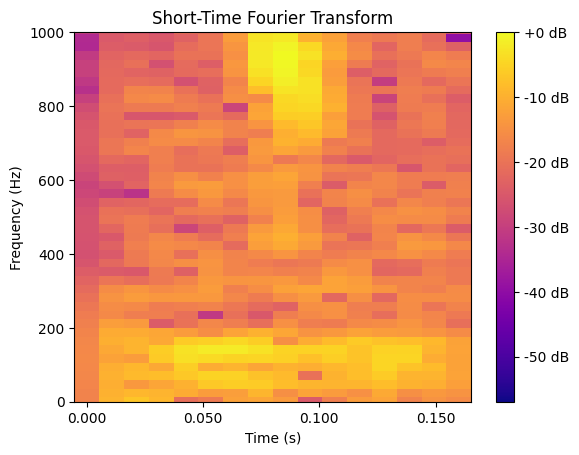 Short-Time Fourier Transform
Frequency (Hz)
1000
800
600
400
200
0
0.000
0.050
0.100
0.150
Time (s)
+0 dB
-10 dB
-20 dB
-30 dB
-40 dB
-50 dB